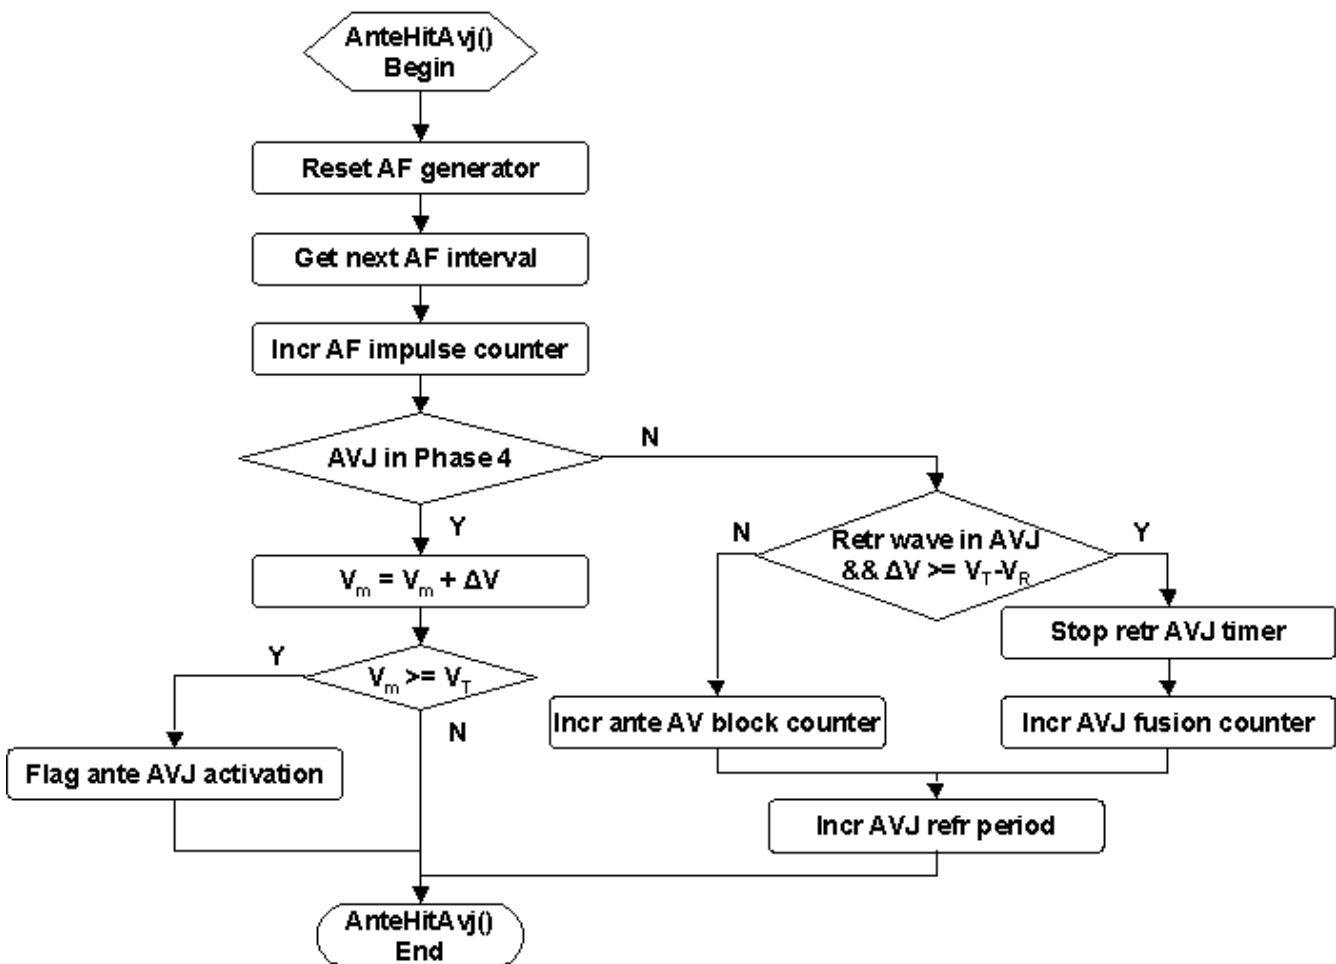 AnteHitAvj()
Begin
Reset AF generator
Get next AF interval
Incr AF impulse counter
AVJ in Phase 4
N
Y
Vm = Vm + ΔV
Vm >= VT
Y
N
Flag ante AVJ activation
Retr wave in AVJ
&& ΔV >= VT-VR
N
Y
Incr ante AV block counter
Stop retr AVJ timer
Incr AVJ fusion counter
Incr AVJ refr period
AnteHitAvj()
End